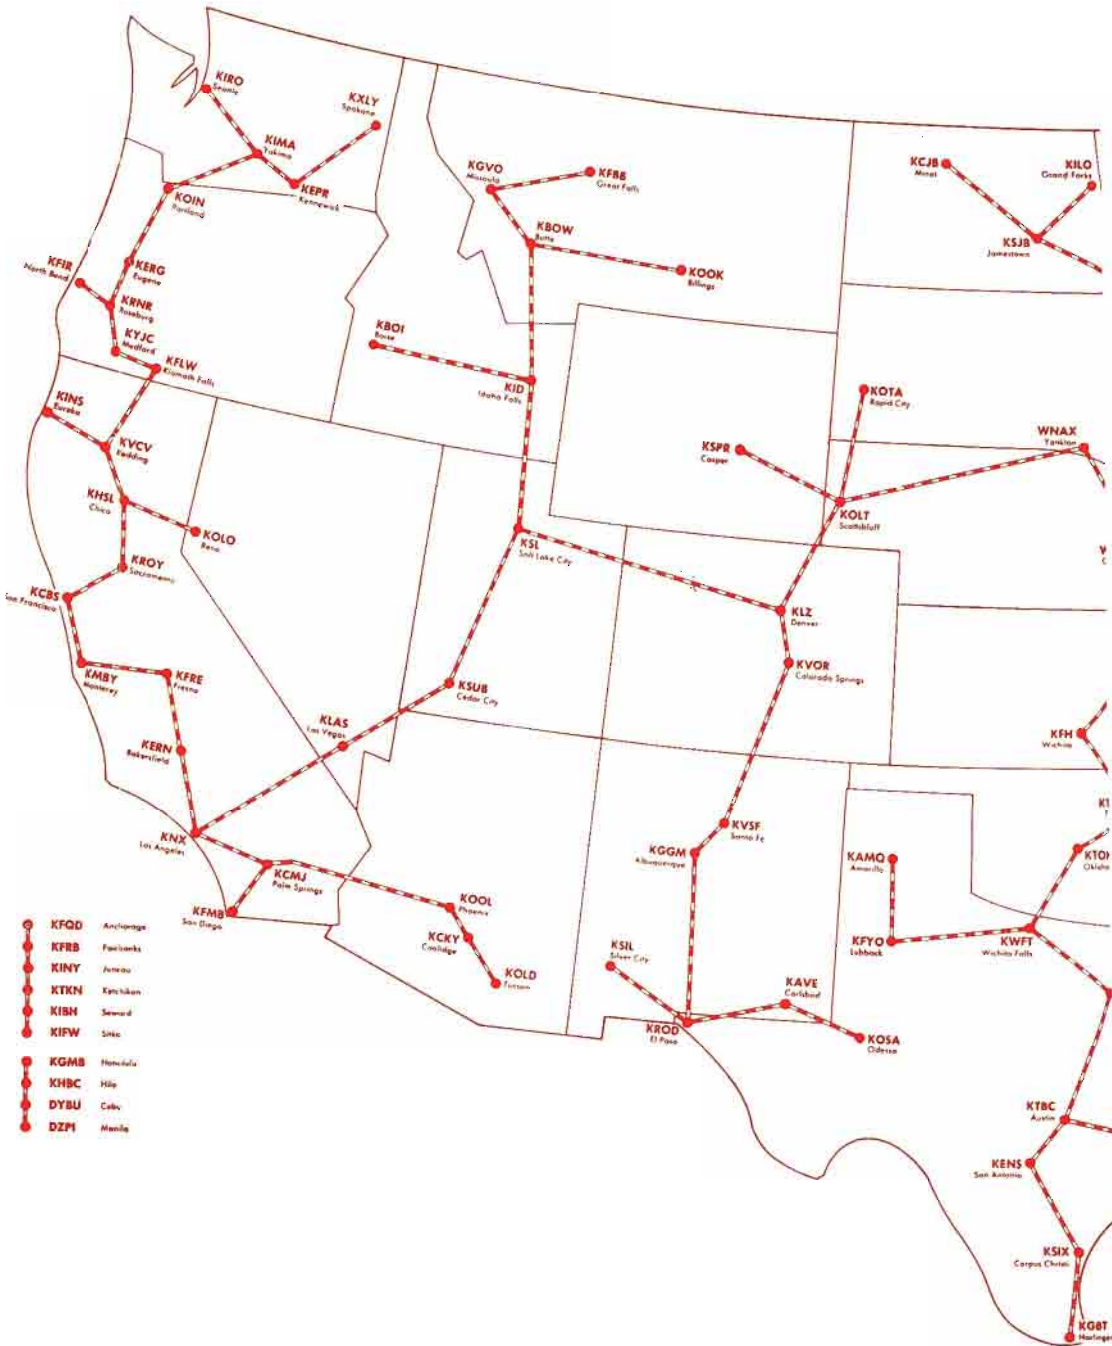 KIRO
Seattle
KXLY
Spokane
KIMA
Yakima
KEPR
Kennewick
KOIN
Portland
KGVO
Missoula
KFBB
Great Falls
KBOW
Butte
KOOK
Billings
KCJB
Minot
KILO
Grand Forks
KSJB
Jamestown
KFIR
North Bend
KERG
Eugene
KRNR
Roseburg
KYJC
Medford
KFLW
Klamath Falls
KBOI
Boise
KID
Idaho Falls
KINS
Eureka
KVCV
Redding
KHSL
Chico
KOLO
Reno
KROY
Sacramento
KCBS
San Francisco
KMBY
Monterey
KFRE
Fresno
KERN
Bakersfield
KNX
Los Angeles
KCMJ
Palm Springs
KFMB
San Diego
KLAS
Las Vegas
KSUB
Cedar City
KSL
Salt Lake City
KOTA
Rapid City
KSPR
Casper
KOLT
Scottsbluff
WNAX
Yankton
KLZ
Denver
KVOR
Colorado Springs
KFH
Wichita
KVSF
Santa Fe
KGGM
Albuquerque
KOOL
Phoenix
KCKY
Coolidge
KOLD
Tucson
KSIL
Silver City
KROD
El Paso
KAVE
Carlsbad
KOSA
Odessa
KAMQ
Amarillo
KFYO
Lubbock
KWFT
Wichita Falls
KTBC
Austin
KENS
San Antonio
KSIX
Corpus Christi
KGBT
Harlingen
KFQD Anchorage
KFRB Fairbanks
KINY Juneau
KTKN Ketchikan
KIBH Seward
KIFW Sitka
KGMB Honolulu
KHBC Hilo
DYBU Cebu
DZPI Manila